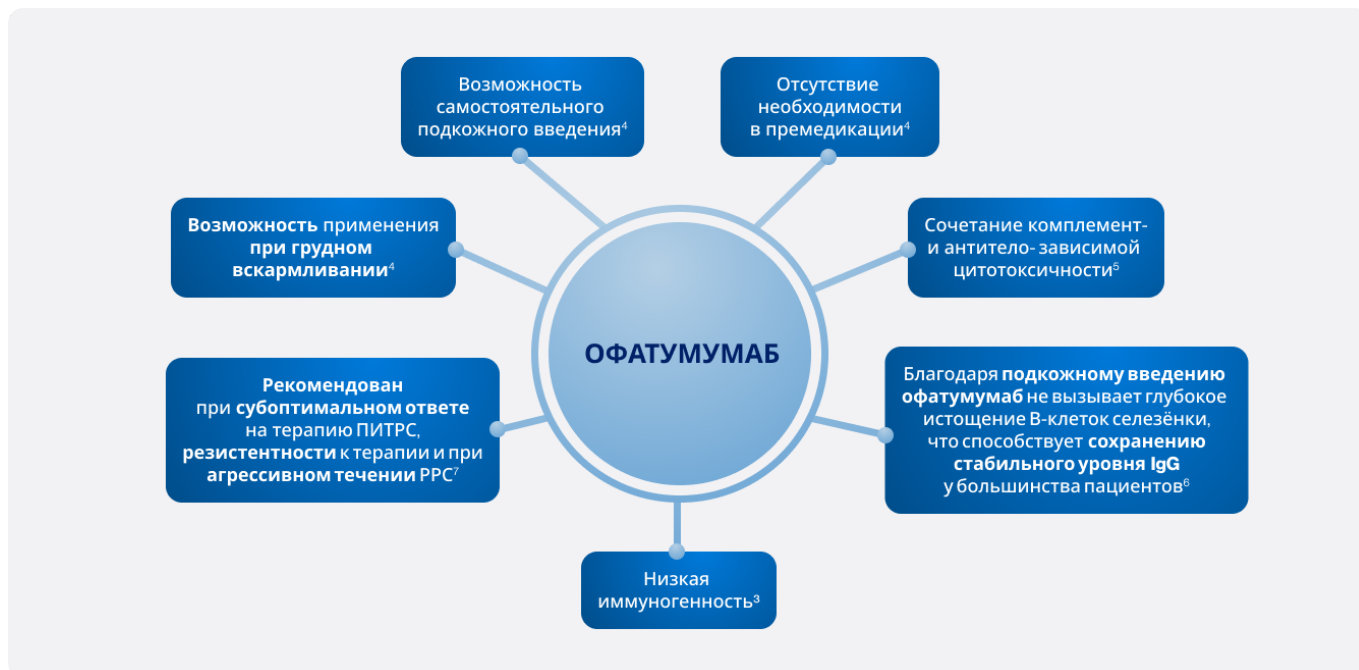 Возможность
самостоятельного
подкожного введения⁴
Отсутствие
необходимости
в премедикации⁴
Возможность применения
при грудном
вскармливании⁴
Сочетание комплемент-
и антитело- зависимой
цитотоксичности⁵
ОФАТУМУМАБ
Рекомендован
при субоптимальном ответе
на терапию ПИТРС,
резистентности к терапии и при
агрессивном течении РРС⁷
Благодаря подкожному введению
офатумумаб не вызывает глубокое
истощение В-клеток селезёнки,
что способствует сохранению
стабильного уровня IgG
у большинства пациентов⁶
Низкая
иммуногенность³